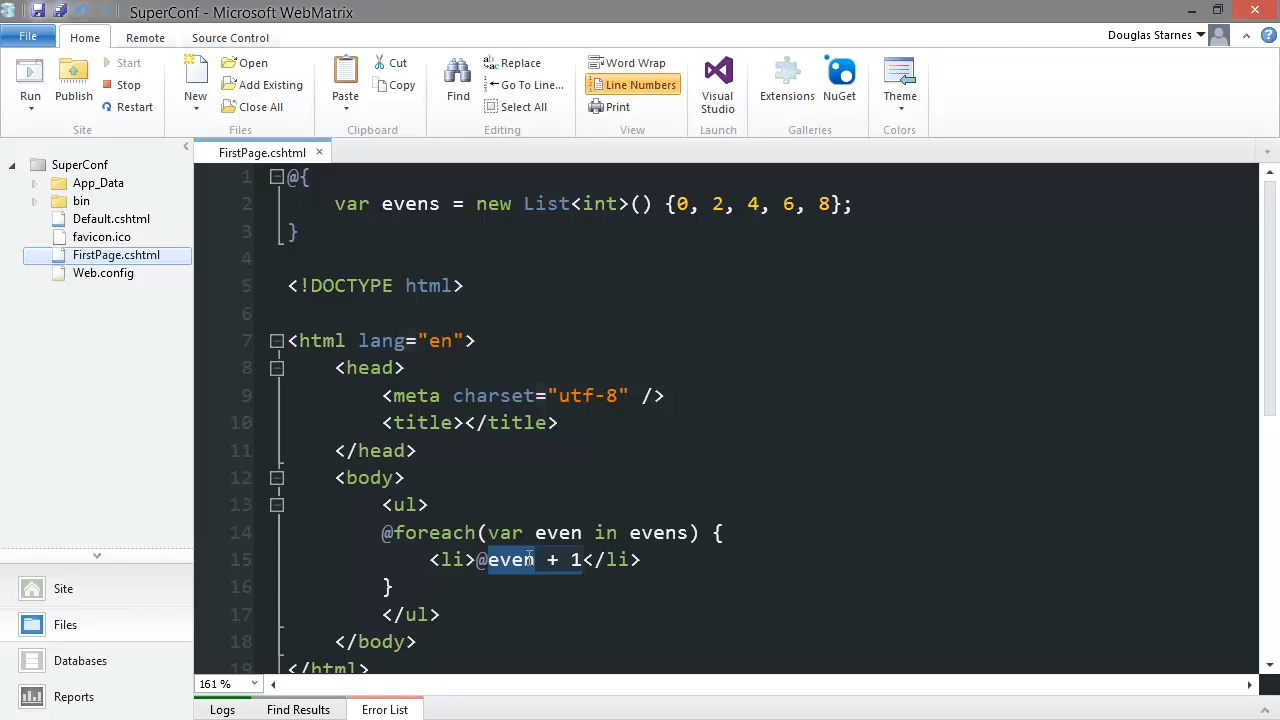 SuperConf - Microsoft WebMatrix
File Home Remote Source Control
Douglas Starnes
Run
Publish
Start
Stop
Restart
Site
New
Open
Add Existing
Close All
Files
Paste
Cut
Copy
Clipboard
Find
Replace
Go To Line...
Select All
Editing
Word Wrap
Line Numbers
Print
View
Visual
Studio
Launch
Extensions
NuGet
Galleries
Theme
Colors
SuperConf
App_Data
bin
Default.cshtml
favicon.ico
FirstPage.cshtml
Web.config
Site
Files
Databases
Reports
FirstPage.cshtml ×
1 @{
2 var evens = new List<int>() {0, 2, 4, 6, 8};
3 }
4
5 <!DOCTYPE html>
6
7 <html lang="en">
8 <head>
9 <meta charset="utf-8" />
10 <title></title>
11 </head>
12 <body>
13 <ul>
14 @foreach(var even in evens) {
15 <li>@even + 1</li>
16 }
17 </ul>
18 </body>
19 </html>
161 %
Logs Find Results Error List